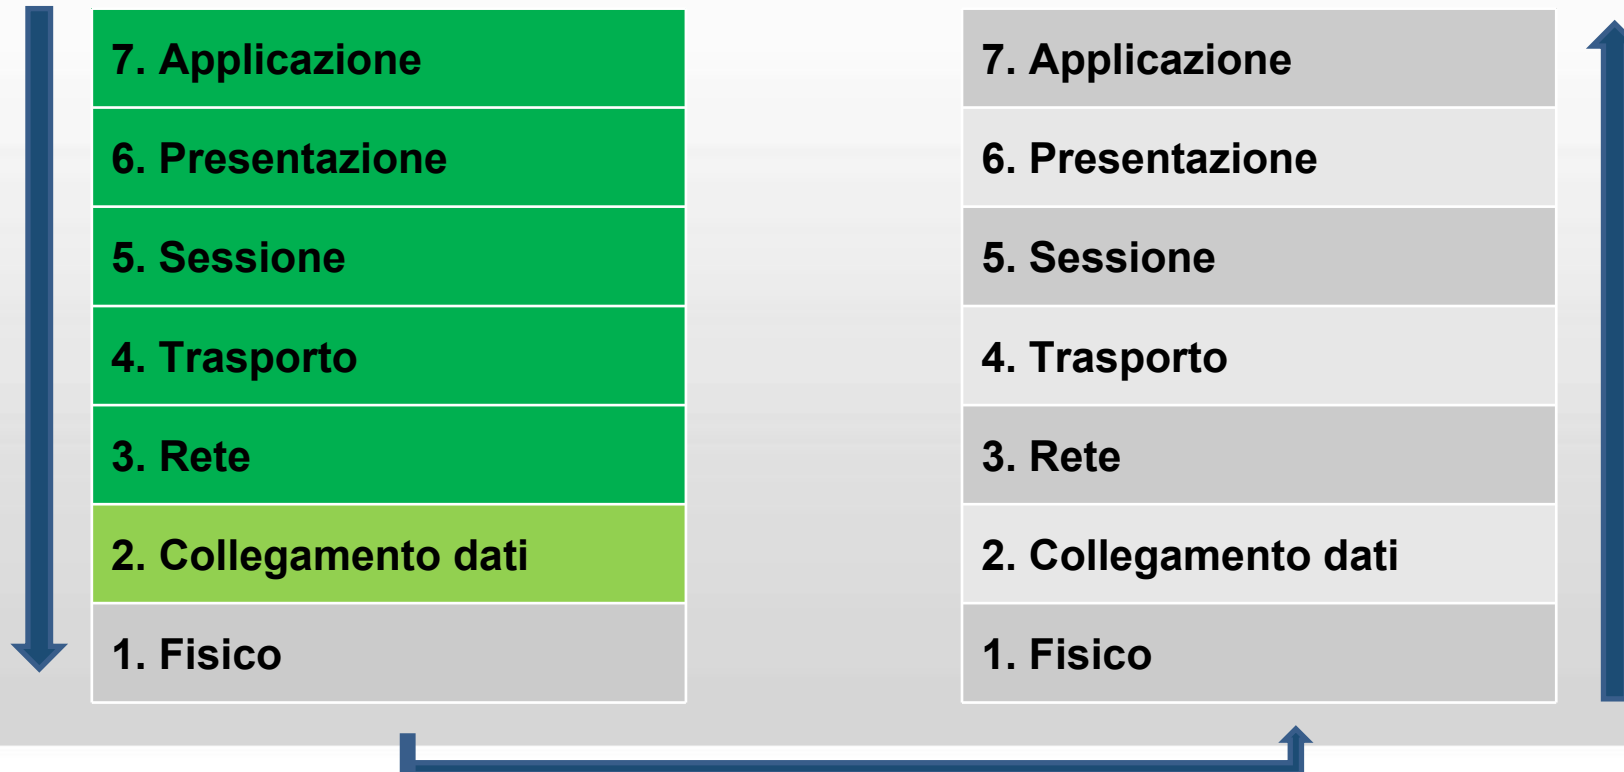 7. Applicazione
6. Presentazione
5. Sessione
4. Trasporto
3. Rete
2. Collegamento dati
1. Fisico
7. Applicazione
6. Presentazione
5. Sessione
4. Trasporto
3. Rete
2. Collegamento dati
1. Fisico